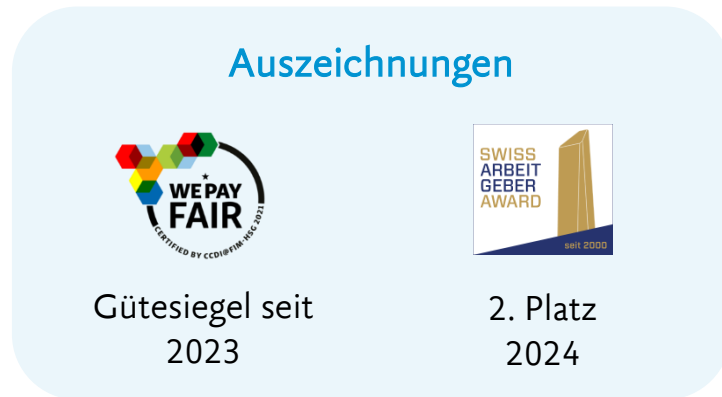 Auszeichnungen
WE PAY
FAIR
CERTIFIED BY CCDI@FIM-HSG 2021
SWISS
ARBEIT
GEBER
AWARD
seit 2000
Gütesiegel seit
2023
2. Platz
2024